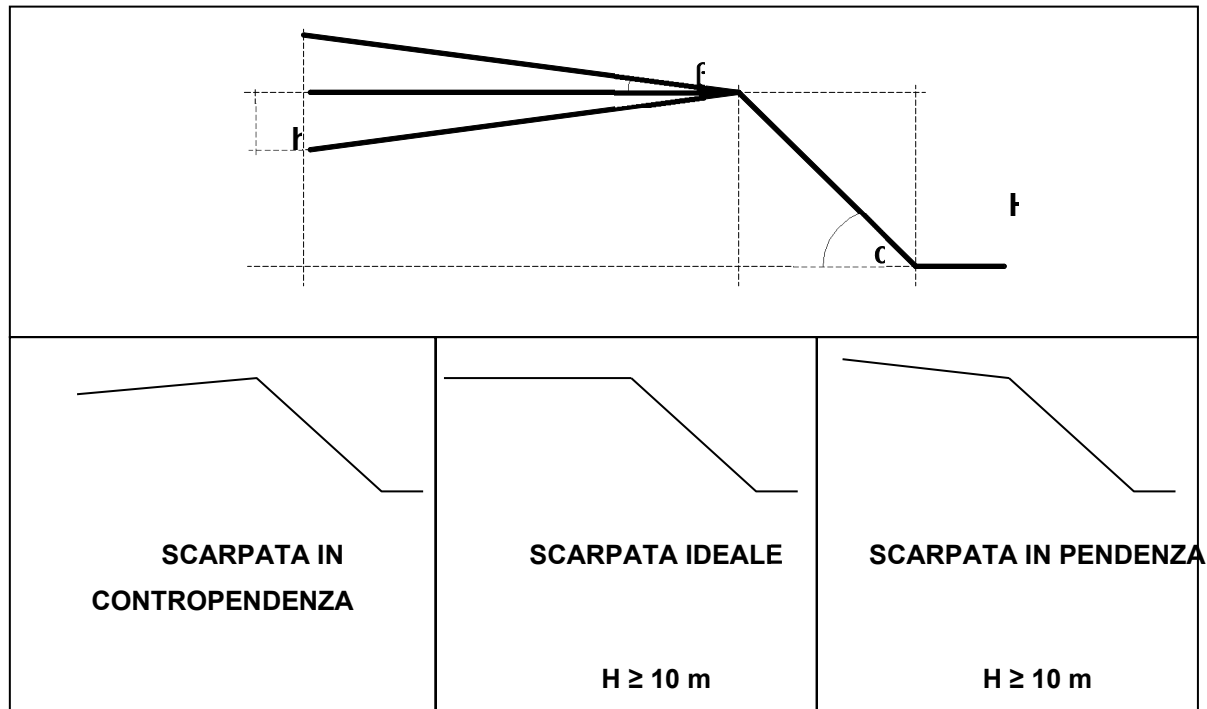 SCARPATA IN
CONTROPENDENZA
SCARPATA IDEALE
H ≥ 10 m
SCARPATA IN PENDENZA
H ≥ 10 m